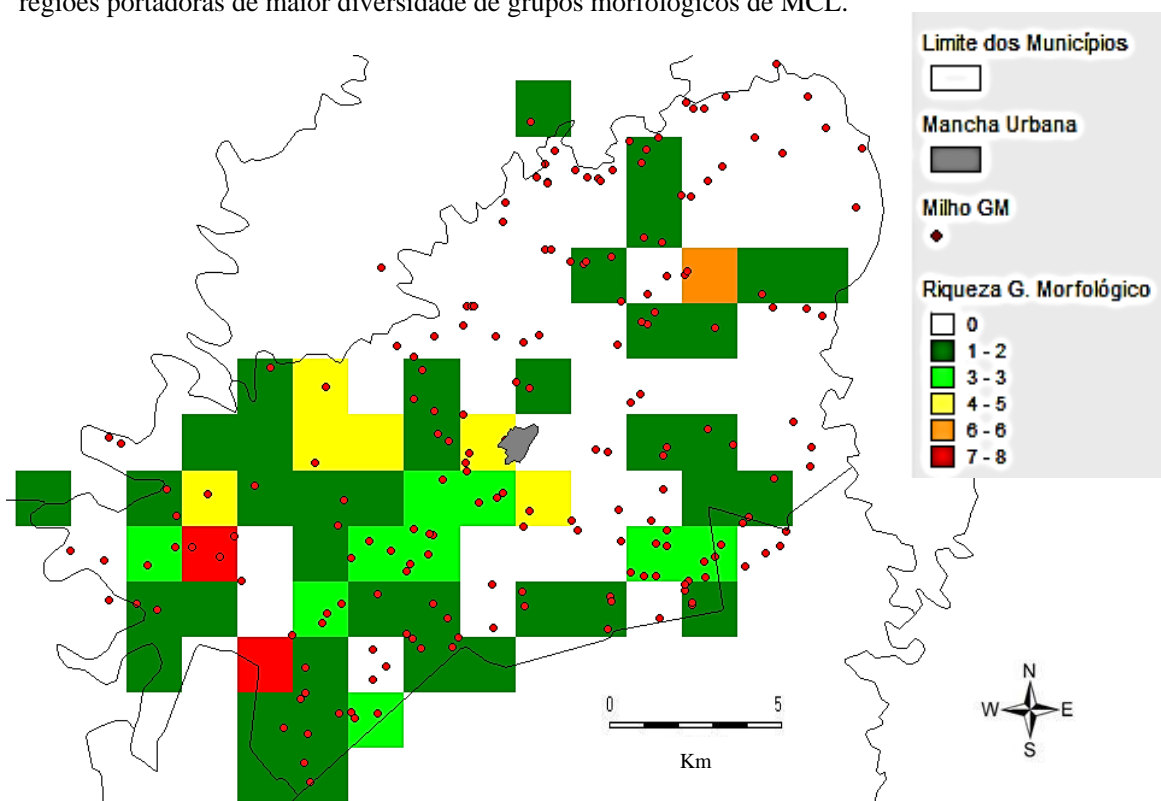 regiões portadoras de maior diversidade de grupos morfológicos de MCL.
Limite dos Municípios
Mancha Urbana
Milho GM
Riqueza G. Morfológico
0
1 - 2
3 - 3
4 - 5
6 - 6
7 - 8
0 5
Km
N
W E
S